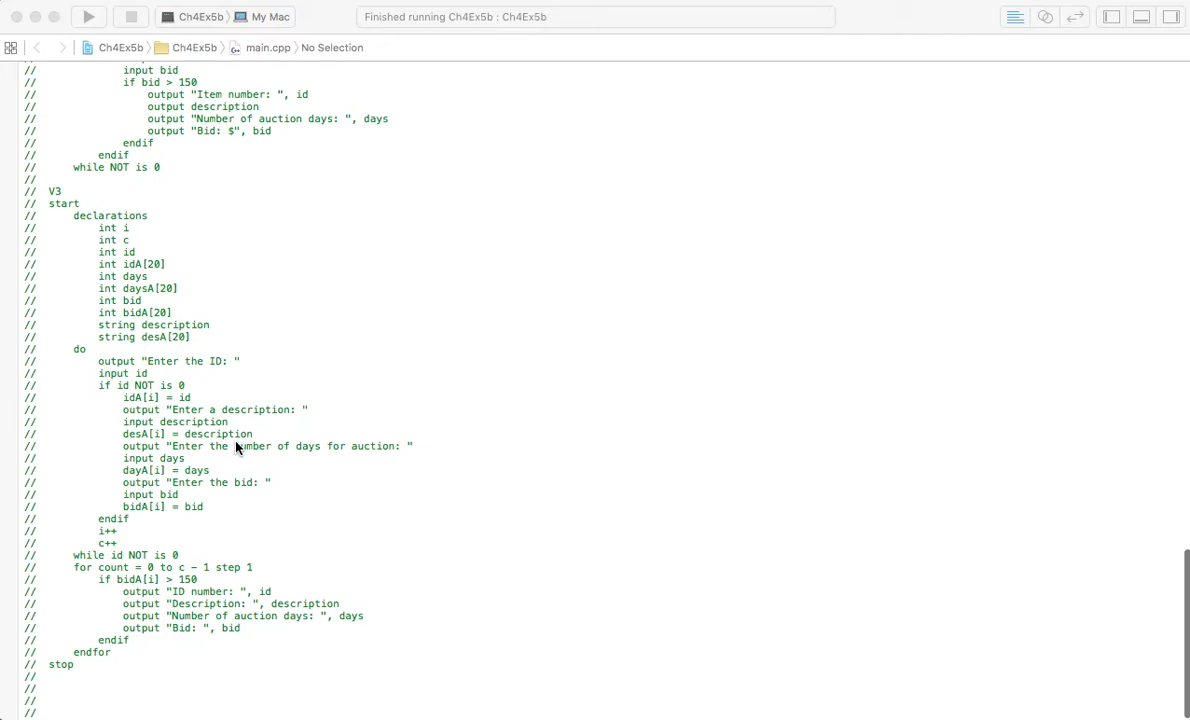 Ch4Ex5b 〉 My Mac
Finished running Ch4Ex5b : Ch4Ex5b
Ch4Ex5b 〉 Ch4Ex5b 〉 main.cpp 〉 No Selection
//              input bid
//              if bid > 150
//                  output "Item number: ", id
//                  output description
//                  output "Number of auction days: ", days
//                  output "Bid: $", bid
//              endif
//          endif
//      while NOT is 0
//
//  V3
//  start
//      declarations
//          int i
//          int c
//          int id
//          int idA[20]
//          int days
//          int daysA[20]
//          int bid
//          int bidA[20]
//          string description
//          string desA[20]
//      do
//          output "Enter the ID: "
//          input id
//          if id NOT is 0
//              idA[i] = id
//              output "Enter a description: "
//              input description
//              desA[i] = description
//              output "Enter the number of days for auction: "
//              input days
//              dayA[i] = days
//              output "Enter the bid: "
//              input bid
//              bidA[i] = bid
//          endif
//          i++
//          c++
//      while id NOT is 0
//      for count = 0 to c - 1 step 1
//          if bidA[i] > 150
//              output "ID number: ", id
//              output "Description: ", description
//              output "Number of auction days: ", days
//              output "Bid: ", bid
//          endif
//      endfor
//  stop
//
//
//
//